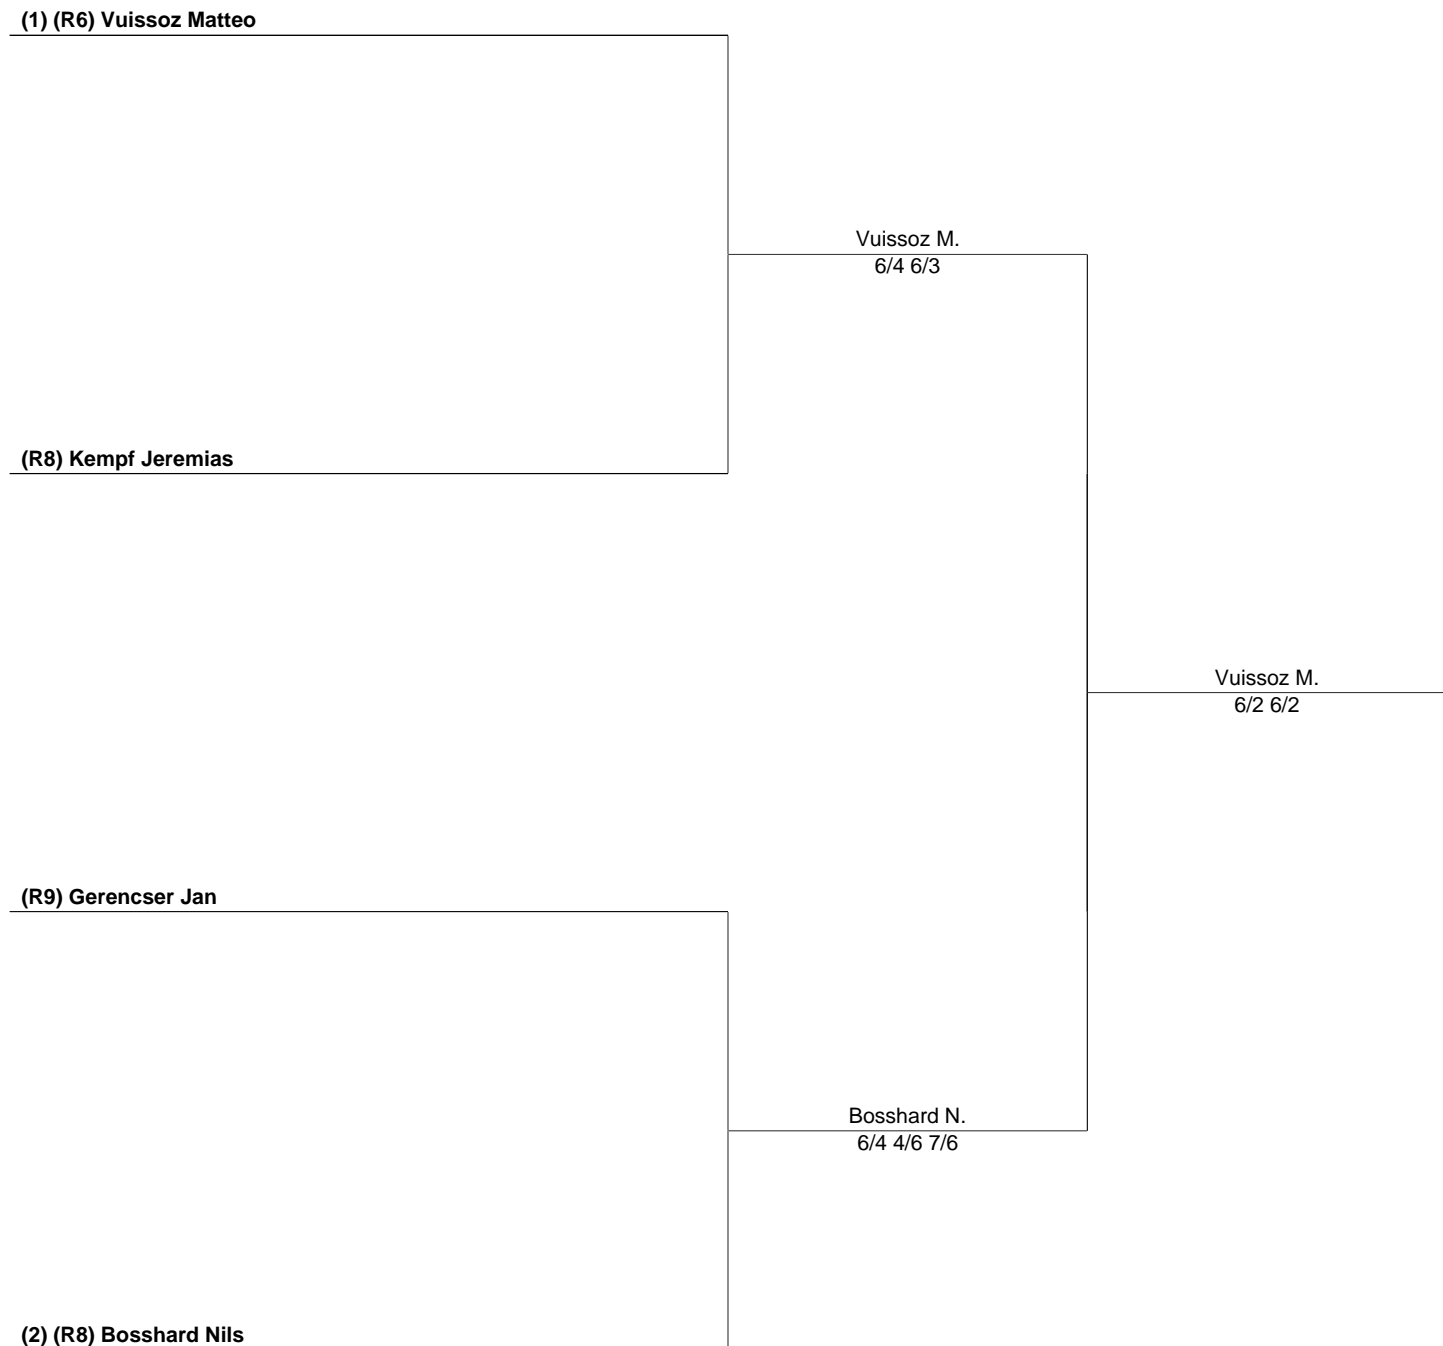 (1) (R6) Vuissoz Matteo
Vuissoz M.
6/4 6/3
(R8) Kempf Jeremias
Vuissoz M.
6/2 6/2
(R9) Gerencser Jan
Bosshard N.
6/4 4/6 7/6
(2) (R8) Bosshard Nils